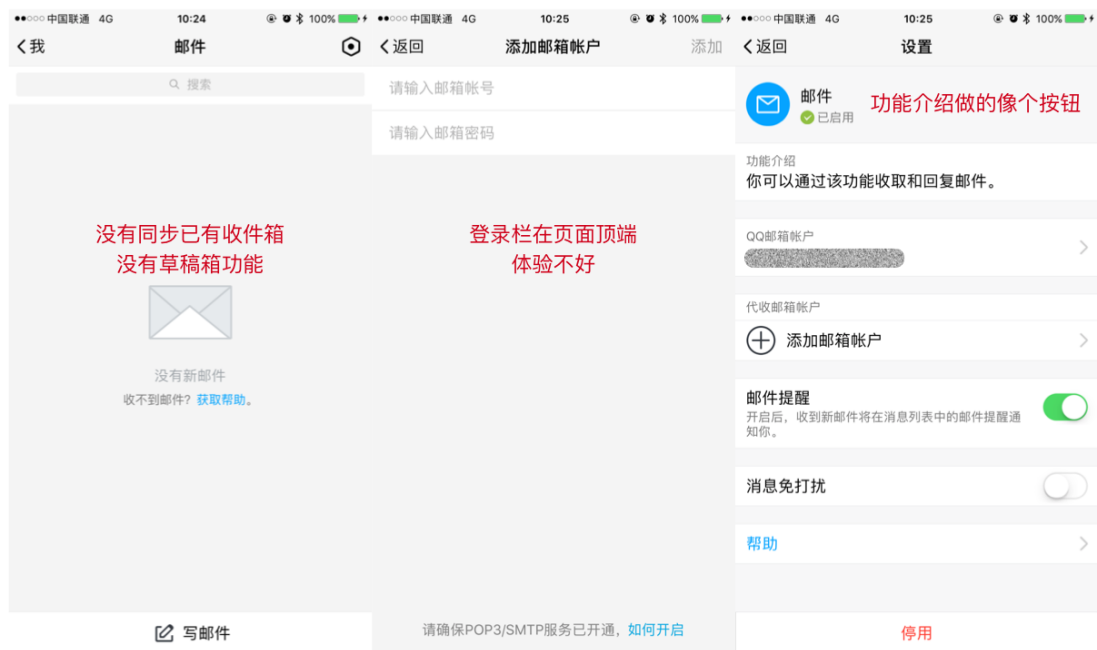 中国联通 4G 10:24 100%
我 邮件
搜索
没有同步已有收件箱
没有草稿箱功能
没有新邮件
收不到邮件？获取帮助。
写邮件
中国联通 4G 10:25 100%
返回 添加邮箱帐户 添加
请输入邮箱帐号
请输入邮箱密码
登录栏在页面顶端
体验不好
请确保POP3/SMTP服务已开通，如何开启
中国联通 4G 10:25 100%
返回 设置
邮件
已启用
功能介绍做的像个按钮
功能介绍
你可以通过该功能收取和回复邮件。
QQ邮箱帐户
代收邮箱帐户
添加邮箱帐户
邮件提醒
开启后，收到新邮件将在消息列表中的邮件提醒通
知你。
消息免打扰
帮助
停用